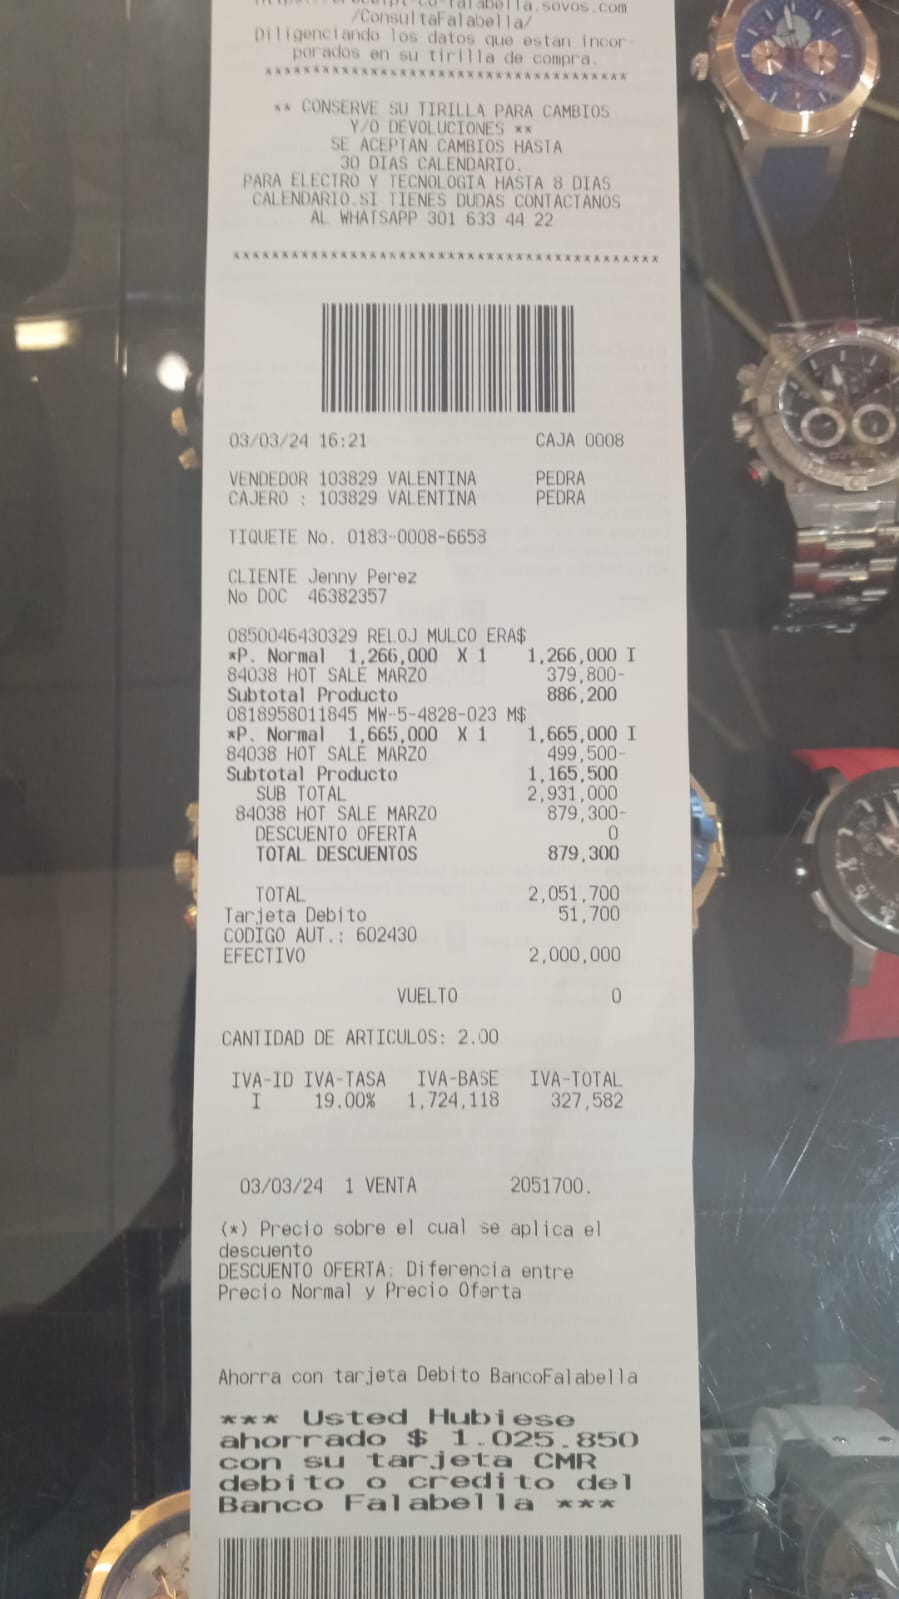 /ConsultaFalabella/
Diligenciando los datos que estan incor-
porados en su tirilla de compra.
*************************************
** CONSERVE SU TIRILLA PARA CAMBIOS
Y/O DEVOLUCIONES **
SE ACEPTAN CAMBIOS HASTA
30 DIAS CALENDARIO.
PARA ELECTRO Y TECNOLOGIA HASTA 8 DIAS
CALENDARIO.SI TIENES DUDAS CONTACTANOS
AL WHATSAPP 301 633 44 22
*******************************************
03/03/24 16:21 CAJA 0008
VENDEDOR 103829 VALENTINA PEDRA
CAJERO : 103829 VALENTINA PEDRA
TIQUETE No. 0183-0008-6658
CLIENTE Jenny Perez
No DOC 46382357
0850046430329 RELOJ MULCO ERA$
*P. Normal 1,266,000 X 1 1,266,000 I
84038 HOT SALE MARZO 379,800-
Subtotal Producto 886,200
0818958011845 MW-5-4828-023 M$
*P. Normal 1,665,000 X 1 1,665,000 I
84038 HOT SALE MARZO 499,500-
Subtotal Producto 1,165,500
SUB TOTAL 2,931,000
84038 HOT SALE MARZO 879,300-
DESCUENTO OFERTA 0
TOTAL DESCUENTOS 879,300
TOTAL 2,051,700
Tarjeta Debito 51,700
CODIGO AUT.: 602430
EFECTIVO 2,000,000
VUELTO 0
CANTIDAD DE ARTICULOS: 2.00
IVA-ID IVA-TASA IVA-BASE IVA-TOTAL
I 19.00% 1,724,118 327,582
03/03/24 1 VENTA 2051700.
(*) Precio sobre el cual se aplica el
descuento
DESCUENTO OFERTA: Diferencia entre
Precio Normal y Precio Oferta
Ahorra con tarjeta Debito BancoFalabella
*** Usted Hubiese
ahorrado $ 1.025.850
con su tarjeta CMR
debito o credito del
Banco Falabella ***